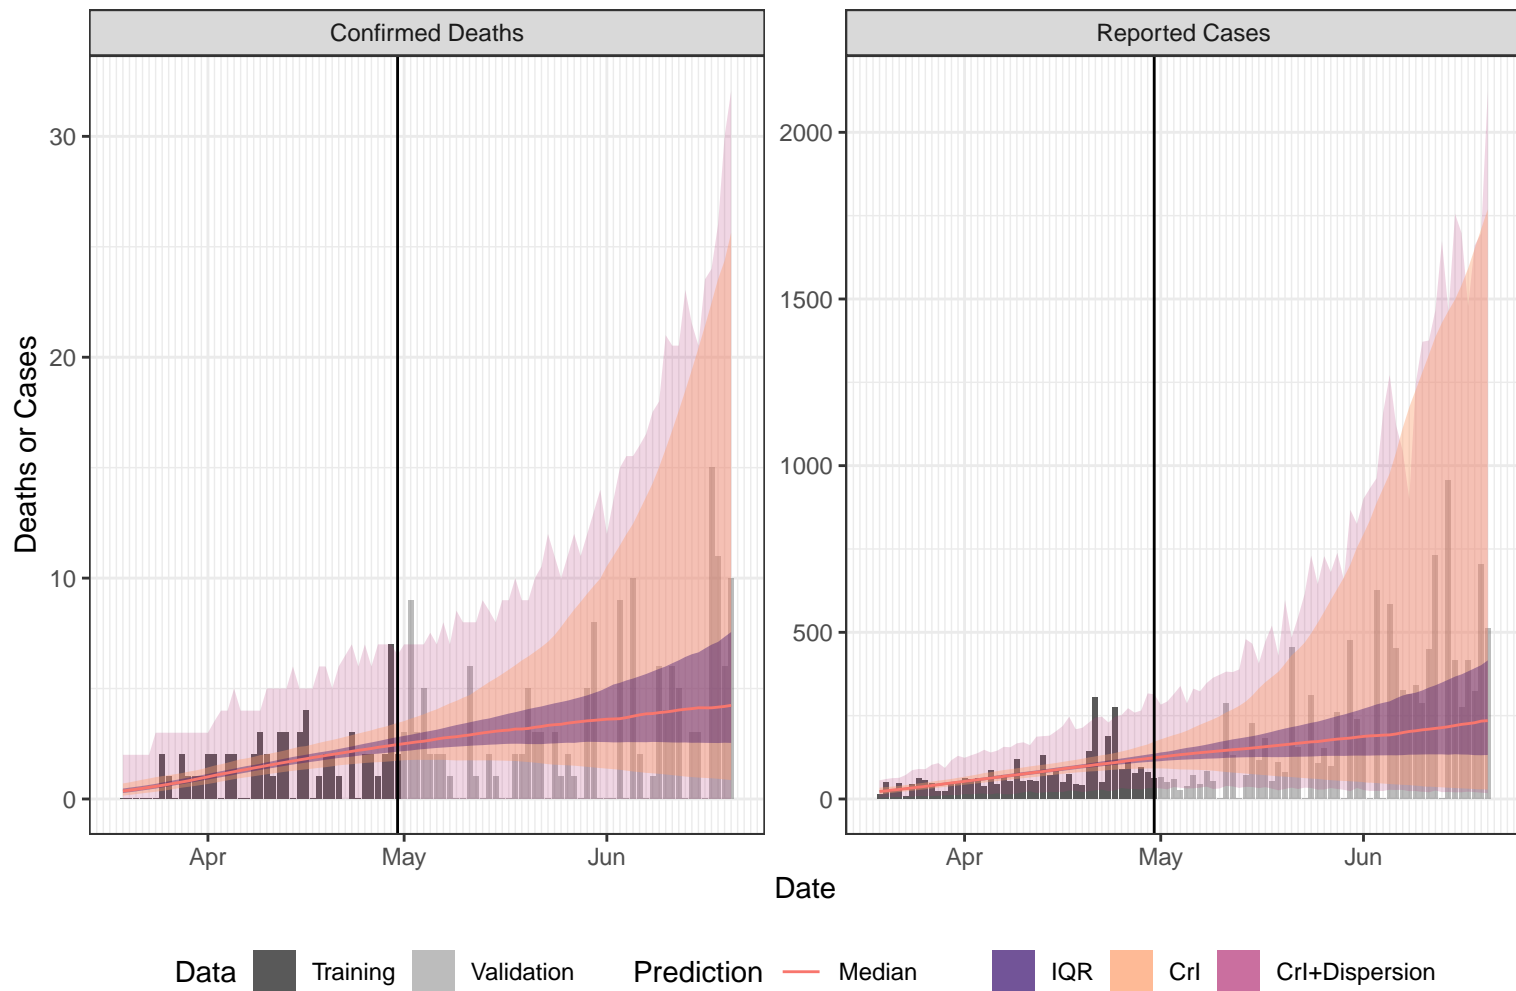 Confirmed Deaths
Reported Cases
Deaths or Cases
30
20
10
0
2000
1500
1000
500
0
Apr
May
Jun
Apr
May
Jun
Date
Data
Training
Validation
Prediction
Median
IQR
CrI
CrI+Dispersion